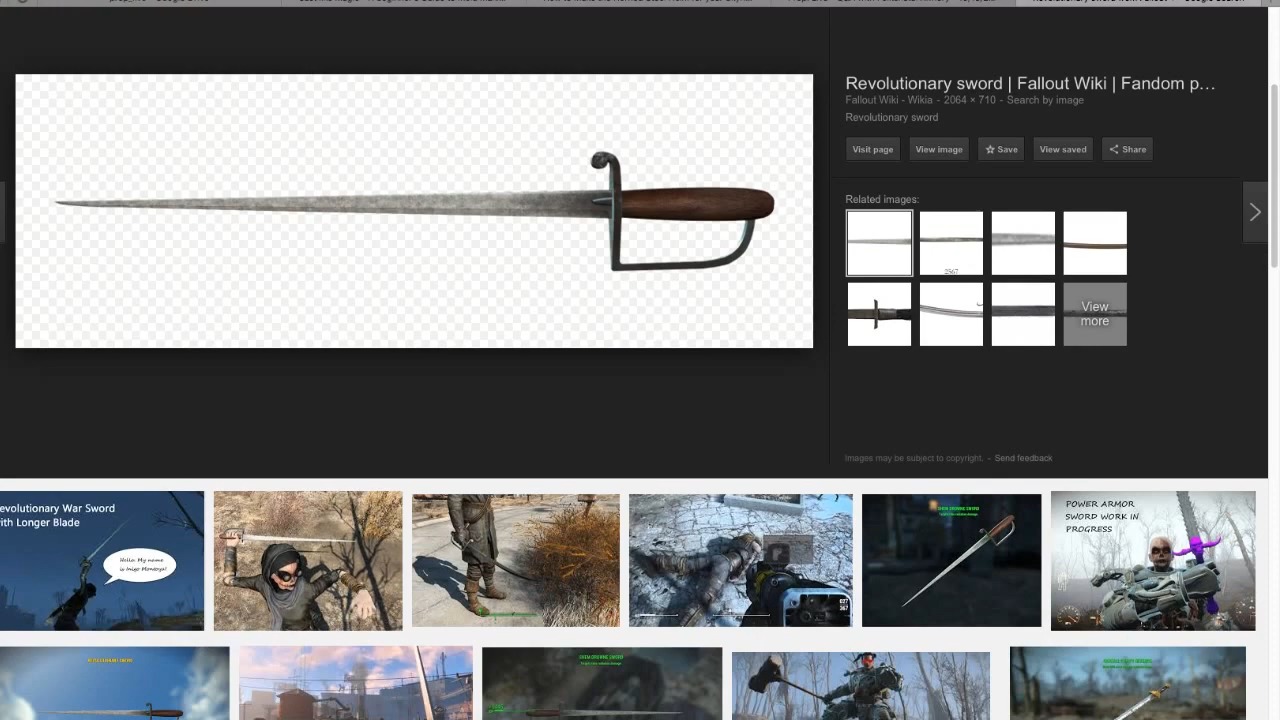 Revolutionary sword | Fallout Wiki | Fandom p...
Fallout Wiki - Wikia - 2064 × 710 - Search by image
Revolutionary sword
Visit page
View image
Save
View saved
Share
Related images:
2567
View
more
Images may be subject to copyright. - Send feedback
evolutionary War Sword
ith Longer Blade
Hello. My name
is Inigo Montoya!
POWER ARMOR
SWORD WORK IN
PROGRESS